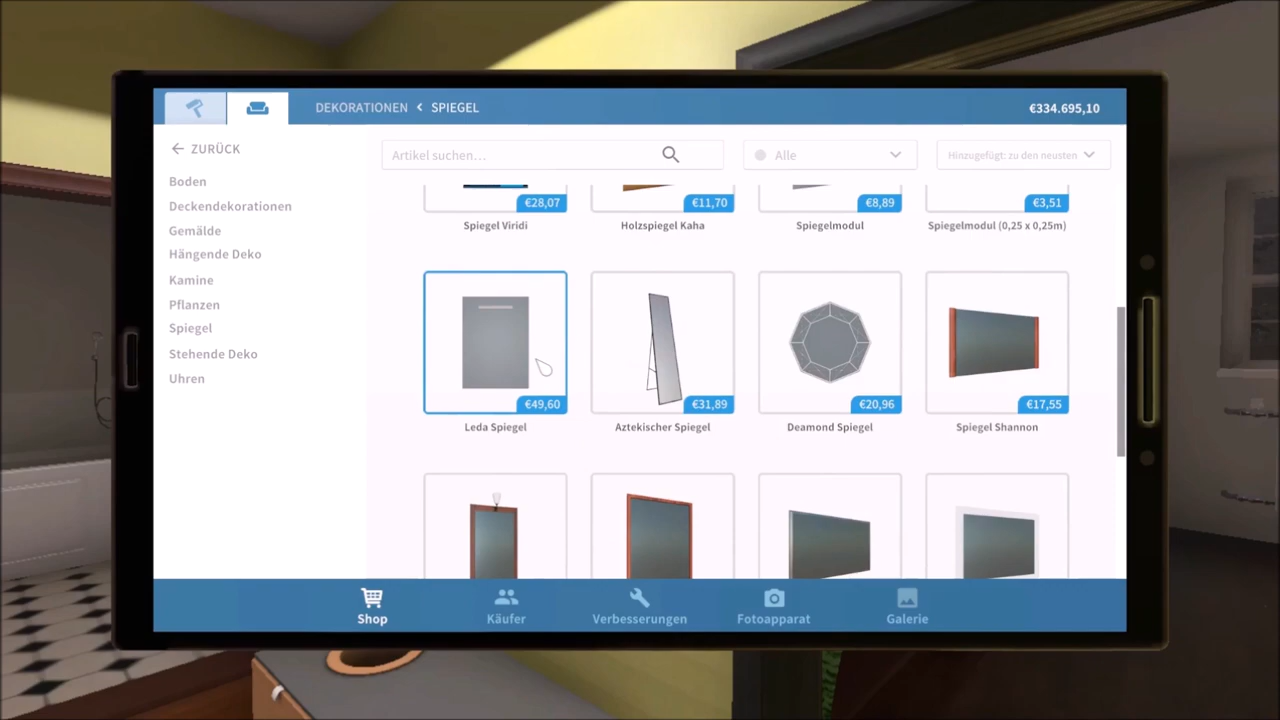 DEKORATIONEN < SPIEGEL
€334.695,10
ZURÜCK
Boden
Deckendekorationen
Gemälde
Hängende Deko
Kamine
Pflanzen
Spiegel
Stehende Deko
Uhren
Artikel suchen...
Alle
Hinzugefügt: zu den neusten
€28,07
€11,70
€8,89
€3,51
Spiegel Viridi
Holzspiegel Kaha
Spiegelmodul
Spiegelmodul (0,25 x 0,25m)
€49,60
€31,89
€20,96
€17,55
Leda Spiegel
Aztekischer Spiegel
Deamond Spiegel
Spiegel Shannon
Shop
Käufer
Verbesserungen
Fotoapparat
Galerie